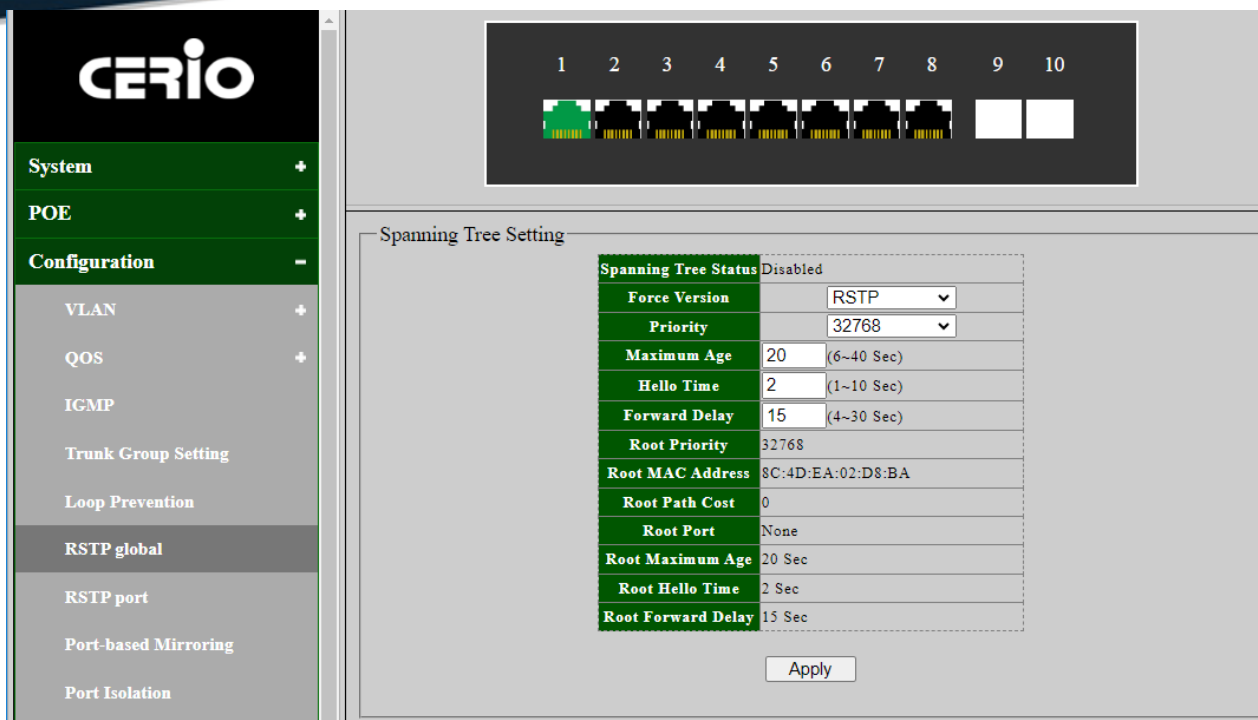 CERIO
System
POE
Configuration
VLAN
QOS
IGMP
Trunk Group Setting
Loop Prevention
RSTP global
RSTP port
Port-based Mirroring
Port Isolation
1 2 3 4 5 6 7 8 9 10
Spanning Tree Setting
Spanning Tree Status Disabled
Force Version RSTP
Priority 32768
Maximum Age 20 (6~40 Sec)
Hello Time 2 (1~10 Sec)
Forward Delay 15 (4~30 Sec)
Root Priority 32768
Root MAC Address 8C:4D:EA:02:D8:BA
Root Path Cost 0
Root Port None
Root Maximum Age 20 Sec
Root Hello Time 2 Sec
Root Forward Delay 15 Sec
Apply